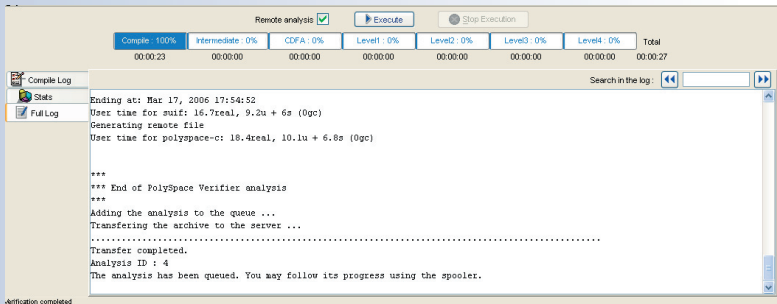 Remote analysis Execute Stop Execution
Compile : 100% Intermediate : 0% CDFA : 0% Level1 : 0% Level2 : 0% Level3 : 0% Level4 : 0% Total
00:00:23 00:00:00 00:00:00 00:00:00 00:00:00 00:00:00 00:00:00 00:00:27
Compile Log Search in the log :
Stats
Full Log
Ending at: Mar 17, 2006 17:54:52
User time for suif: 16.7real, 9.2u + 6s (0gc)
Generating remote file
User time for polyspace-c: 18.4real, 10.1u + 6.8s (0gc)
***
*** End of PolySpace Verifier analysis
***
Adding the analysis to the queue ...
Transfering the archive to the server ...
....................................................................................................
Transfer completed.
Analysis ID : 4
The analysis has been queued. You may follow its progress using the spooler.
Verification completed